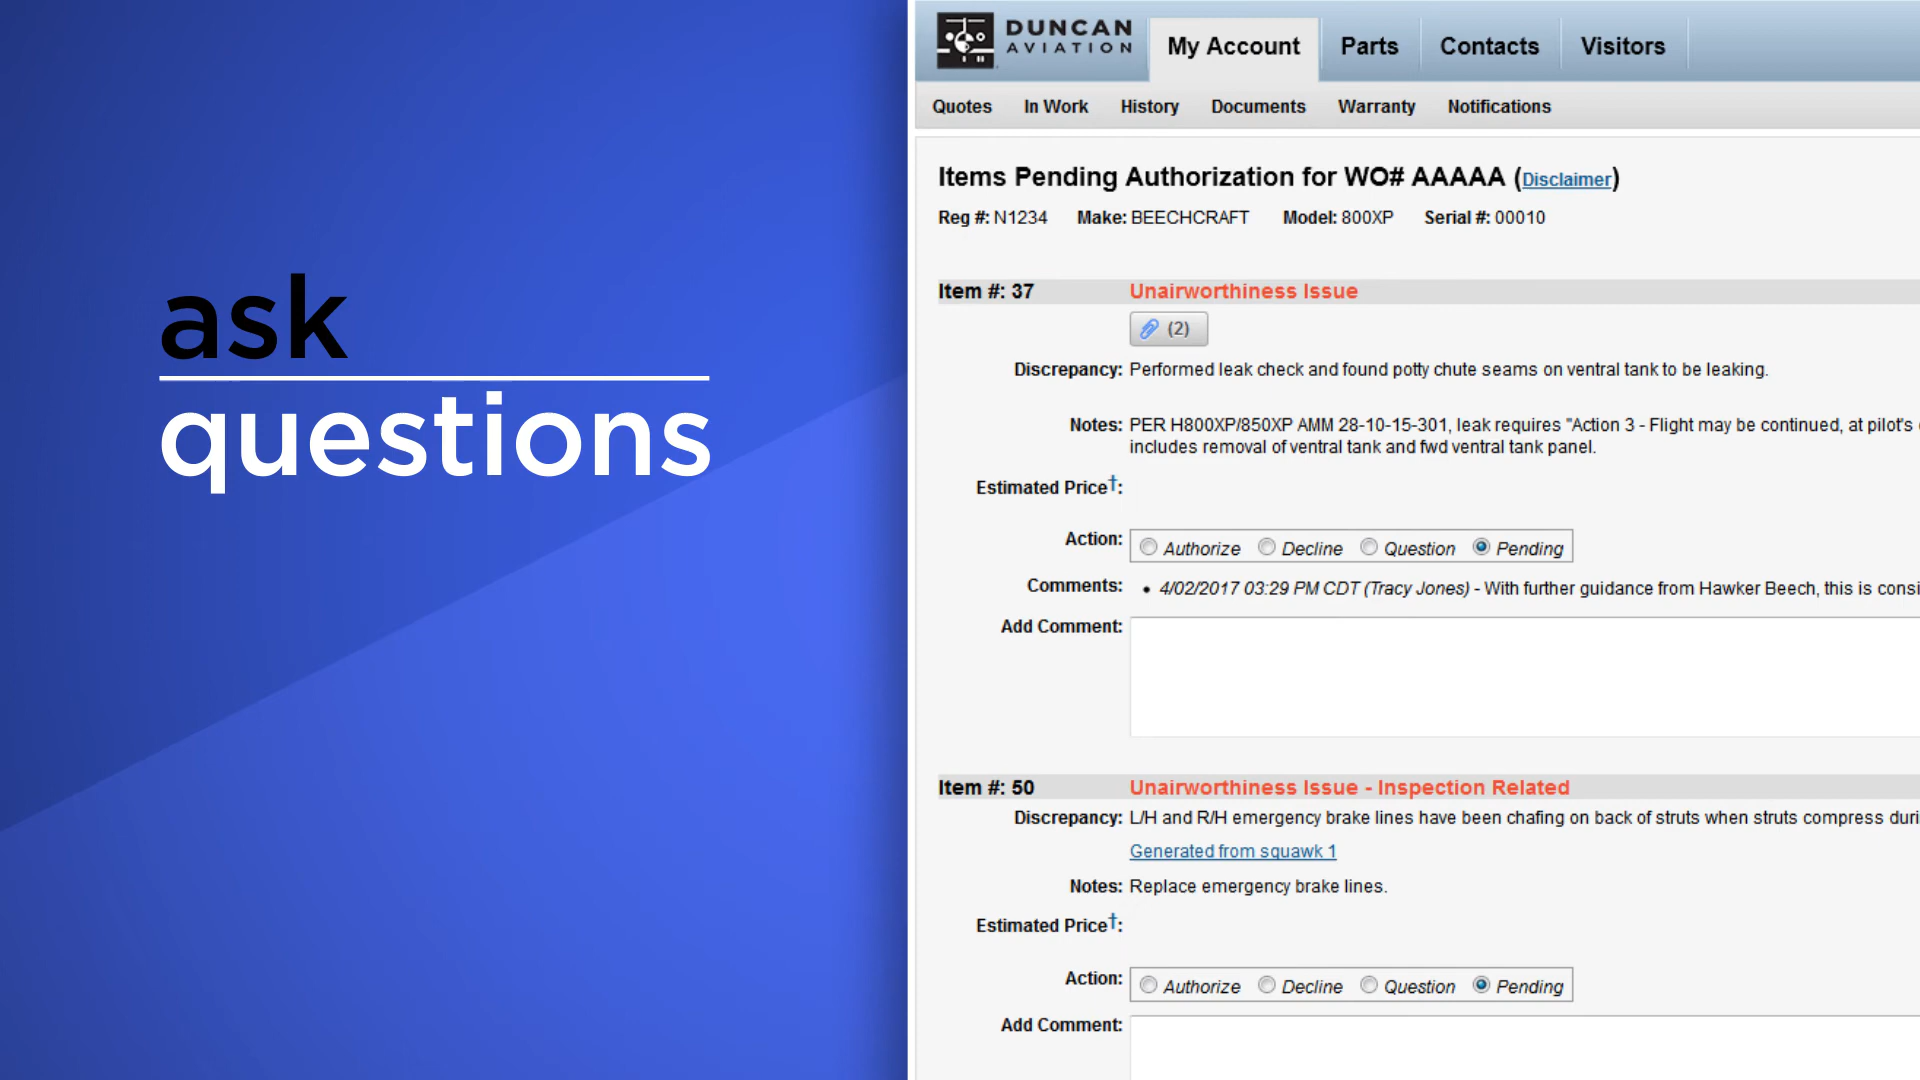 ask
questions
DUNCAN
AVIATION
My Account
Parts
Contacts
Visitors
Quotes
In Work
History
Documents
Warranty
Notifications
Items Pending Authorization for WO# AAAAA (Disclaimer)
Reg #: N1234 Make: BEECHCRAFT Model: 800XP Serial #: 00010
Item #: 37 Unairworthiness Issue
(2)
Discrepancy: Performed leak check and found potty chute seams on ventral tank to be leaking.
Notes: PER H800XP/850XP AMM 28-10-15-301, leak requires "Action 3 - Flight may be continued, at pilot's
includes removal of ventral tank and fwd ventral tank panel.
Estimated Price†:
Action: Authorize Decline Question Pending
Comments: • 4/02/2017 03:29 PM CDT (Tracy Jones) - With further guidance from Hawker Beech, this is consi
Add Comment:
Item #: 50 Unairworthiness Issue - Inspection Related
Discrepancy: L/H and R/H emergency brake lines have been chafing on back of struts when struts compress duri
Generated from squawk 1
Notes: Replace emergency brake lines.
Estimated Price†:
Action: Authorize Decline Question Pending
Add Comment: